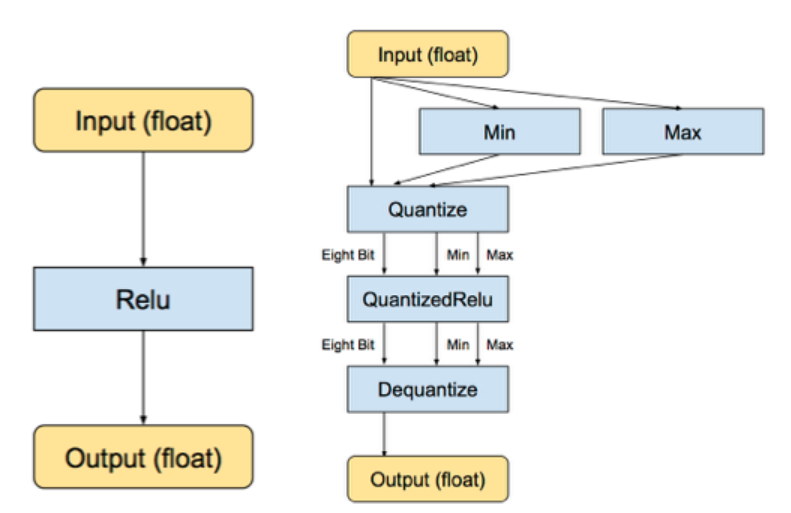 Input (float)
Relu
Output (float)
Input (float)
Min
Max
Quantize
Eight Bit Min Max
QuantizedRelu
Eight Bit Min Max
Dequantize
Output (float)